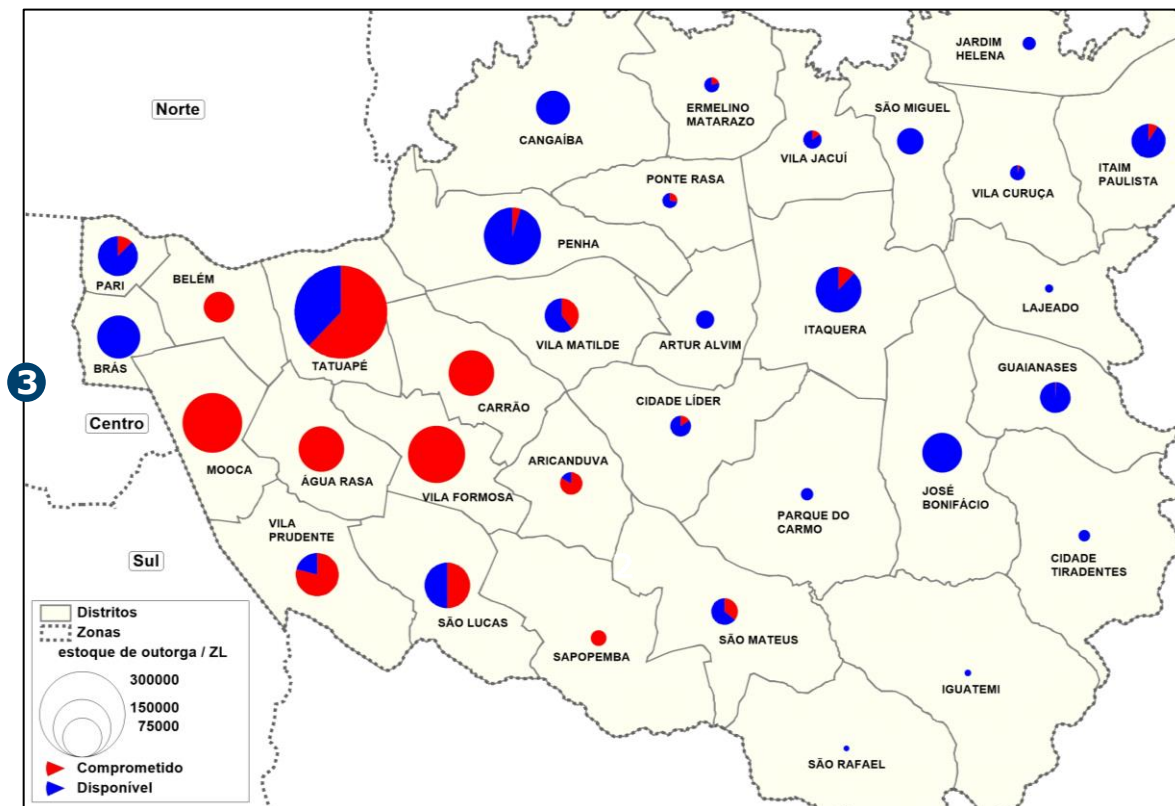 JARDIM
HELENA
Norte
ERMELINO
MATARAZO
SÃO MIGUEL
CANGAÍBA
VILA JACUÍ
ITAIM
PAULISTA
PONTE RASA
VILA CURUÇA
PENHA
BELÉM
PARI
LAJEADO
ITAQUERA
VILA MATILDE
ARTUR ALVIM
BRÁS
TATUAPÉ
GUAIANASES
3
CARRÃO
CIDADE LÍDER
Centro
ARICANDUVA
MOOCA
ÁGUA RASA
VILA FORMOSA
JOSÉ
BONIFÁCIO
PARQUE DO
CARMO
VILA
PRUDENTE
CIDADE
TIRADENTES
Sul
SÃO LUCAS
SÃO MATEUS
SAPOPEMBA
IGUATEMI
SÃO RAFAEL
Distritos
Zonas
estoque de outorga / ZL
300000
150000
75000
Comprometido
Disponível